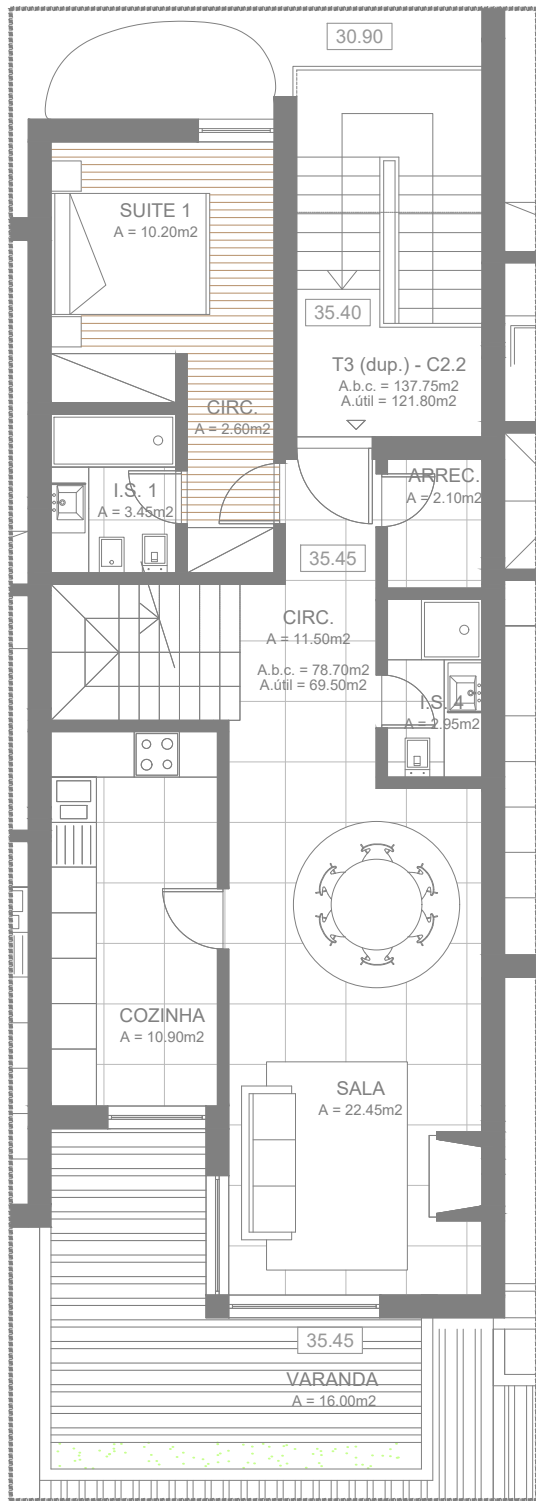 30.90
SUITE 1
A = 10.20m2
35.40
T3 (dup.) - C2.2
A.b.c. = 137.75m2
A.útil = 121.80m2
CIRC.
A = 2.60m2
ARREC.
A = 2.10m2
I.S. 1
A = 3.45m2
35.45
CIRC.
A = 11.50m2
A.b.c. = 78.70m2
A.útil = 69.50m2
I.S. 4
A = 2.95m2
COZINHA
A = 10.90m2
SALA
A = 22.45m2
35.45
VARANDA
A = 16.00m2